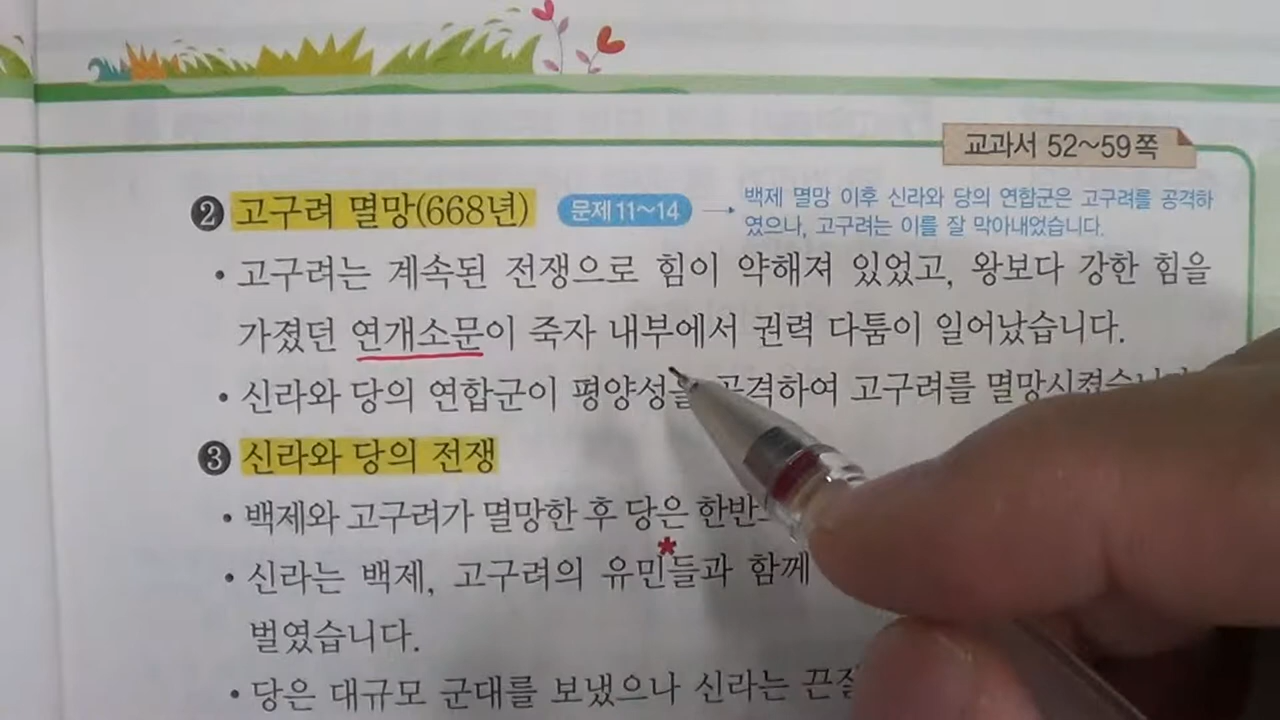 교과서 52~59쪽
❷ 고구려 멸망(668년) 문제 11~14 → 백제 멸망 이후 신라와 당의 연합군은 고구려를 공격하
였으나, 고구려는 이를 잘 막아내었습니다.
• 고구려는 계속된 전쟁으로 힘이 약해져 있었고, 왕보다 강한 힘을
가졌던 연개소문이 죽자 내부에서 권력 다툼이 일어났습니다.
• 신라와 당의 연합군이 평양성을 공격하여 고구려를 멸망시켰습니다
❸ 신라와 당의 전쟁
• 백제와 고구려가 멸망한 후 당은
• 신라는 백제, 고구려의 유민*들과 함께
벌였습니다.
• 당은 대규모 군대를 보냈으나 신라는